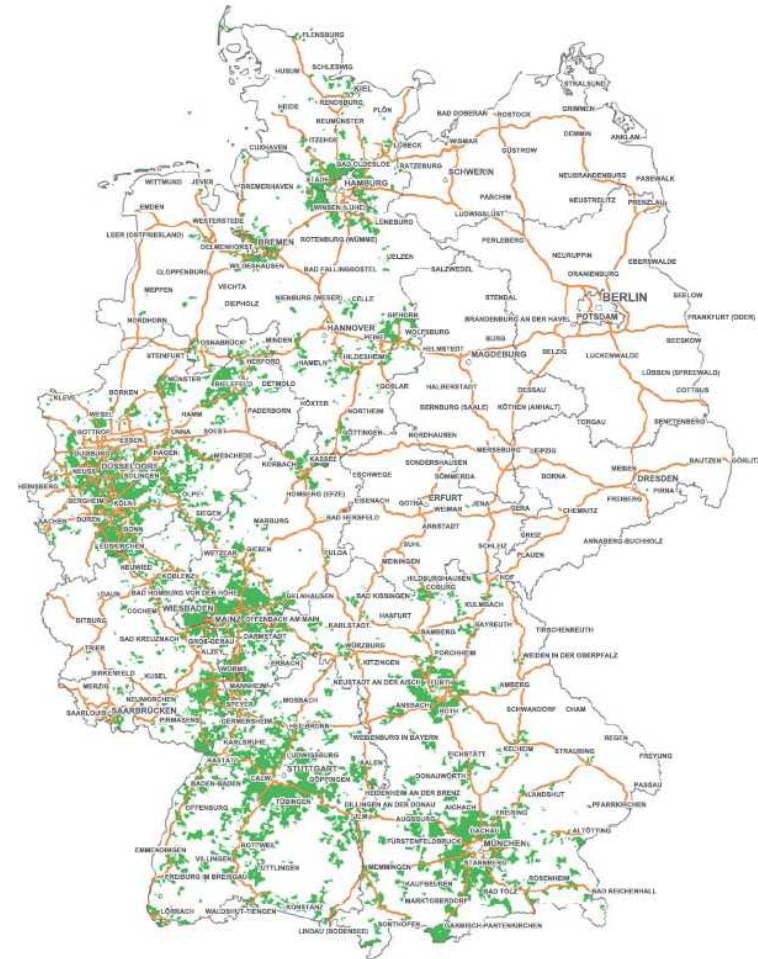 FLENSBURG
SCHLESWIG
HUSUM
KIEL
STRALSUND
RENDSBURG
HEIDE
PLÖN
NEUMÜNSTER
BAD DOBERAN
ROSTOCK
GRIMMEN
ITZEHOE
DEMMIN
ANKLAM
CUXHAVEN
LÜBECK
WISMAR
GÜSTROW
BAD OLDESLOE
RATZEBURG
SCHWERIN
PASEWALK
WITTMUND
JEVER
BREMERHAVEN
STADE
HAMBURG
NEUBRANDENBURG
EMDEN
WINSEN (LUHE)
PARCHIM
NEUSTRELITZ
PRENZLAU
WESTERSTEDE
LÜNEBURG
LUDWIGSLUST
LEER (OSTFRIESLAND)
DELMENHORST
BREMEN
ROTENBURG (WÜMME)
PERLEBERG
WILDESHAUSEN
UELZEN
NEURUPPIN
EBERSWALDE
CLOPPENBURG
BAD FALLINGBOSTEL
SALZWEDEL
ORANIENBURG
MEPPEN
VECHTA
DIEPHOLZ
NIENBURG (WESER)
CELLE
STENDAL
BERLIN
SEELOW
NORDHORN
GIFHORN
BRANDENBURG AN DER HAVEL
POTSDAM
FRANKFURT (ODER)
HANNOVER
WOLFSBURG
OSNABRÜCK
MINDEN
PEINE
BURG
BEESKOW
STEINFURT
HERFORD
HAMELN
HILDESHEIM
HELMSTEDT
MAGDEBURG
BELZIG
LUCKENWALDE
LÜBBEN (SPREEWALD)
MÜNSTER
BIELEFELD
DETMOLD
GOSLAR
HALBERSTADT
DESSAU
COTTBUS
KLEVE
BORKEN
HÖXTER
BERNBURG (SAALE)
KÖTHEN (ANHALT)
WESEL
HAMM
PADERBORN
NORTHEIM
TORGAU
SENFTENBERG
BOTTROP
ESSEN
UNNA
SOEST
GÖTTINGEN
NORDHAUSEN
DUISBURG
HAGEN
MESCHEDE
KASSEL
MERSEBURG
LEIPZIG
DÜSSELDORF
KORBACH
ESCHWEGE
SONDERSHAUSEN
MEIßEN
BAUTZEN
GÖRLITZ
NEUSS
SOLINGEN
SÖMMERDA
BORNA
DRESDEN
HEINSBERG
OLPE
HOMBERG (EFZE)
EISENACH
GOTHA
ERFURT
PIRNA
BERGHEIM
KÖLN
WEIMAR
JENA
GERA
FREIBERG
AACHEN
DÜREN
SIEGEN
MARBURG
BAD HERSFELD
ARNSTADT
CHEMNITZ
BONN
GREIZ
ANNABERG-BUCHHOLZ
EUSKIRCHEN
WETZLAR
GIEßEN
SUHL
SCHLEIZ
PLAUEN
NEUWIED
FULDA
MEININGEN
KOBLENZ
HILDBURGHAUSEN
HOF
DAUN
BAD HOMBURG VOR DER HÖHE
GELNHAUSEN
BAD KISSINGEN
COBURG
COCHEM
WIESBADEN
KULMBACH
BITBURG
MAINZ
OFFENBACH AM MAIN
HAßFURT
KARLSTADT
BAYREUTH
BAD KREUZNACH
GROß-GERAU
DARMSTADT
BAMBERG
TIRSCHENREUTH
TRIER
ALZEY
WÜRZBURG
FORCHHEIM
WEIDEN IN DER OBERPFALZ
BIRKENFELD
KUSEL
WORMS
ERBACH
KITZINGEN
MERZIG
MANNHEIM
NEUSTADT AN DER AISCH
FÜRTH
AMBERG
NEUNKIRCHEN
SPEYER
MOSBACH
ANSBACH
ROTH
SCHWANDORF
CHAM
SAARLOUIS
SAARBRÜCKEN
PIRMASENS
GERMERSHEIM
HEILBRONN
WEIßENBURG IN BAYERN
REGEN
KARLSRUHE
LUDWIGSBURG
EICHSTÄTT
KELHEIM
STRAUBING
FREYUNG
RASTATT
STUTTGART
AALEN
BADEN-BADEN
CALW
GÖPPINGEN
DONAUWÖRTH
PASSAU
HEIDENHEIM AN DER BRENZ
LANDSHUT
OFFENBURG
TÜBINGEN
DILLINGEN AN DER DONAU
AICHACH
FREISING
PFARRKIRCHEN
ULM
AUGSBURG
DACHAU
ALTÖTTING
EMMENDINGEN
ROTTWEIL
FÜRSTENFELDBRUCK
MÜNCHEN
VILLINGEN
MEMMINGEN
STARNBERG
FREIBURG IM BREISGAU
TUTTLINGEN
KAUFBEUREN
ROSENHEIM
BAD TÖLZ
BAD REICHENHALL
LÖRRACH
WALDSHUT-TIENGEN
KONSTANZ
MARKTOBERDORF
LINDAU (BODENSEE)
SONTHOFEN
GARMISCH-PARTENKIRCHEN